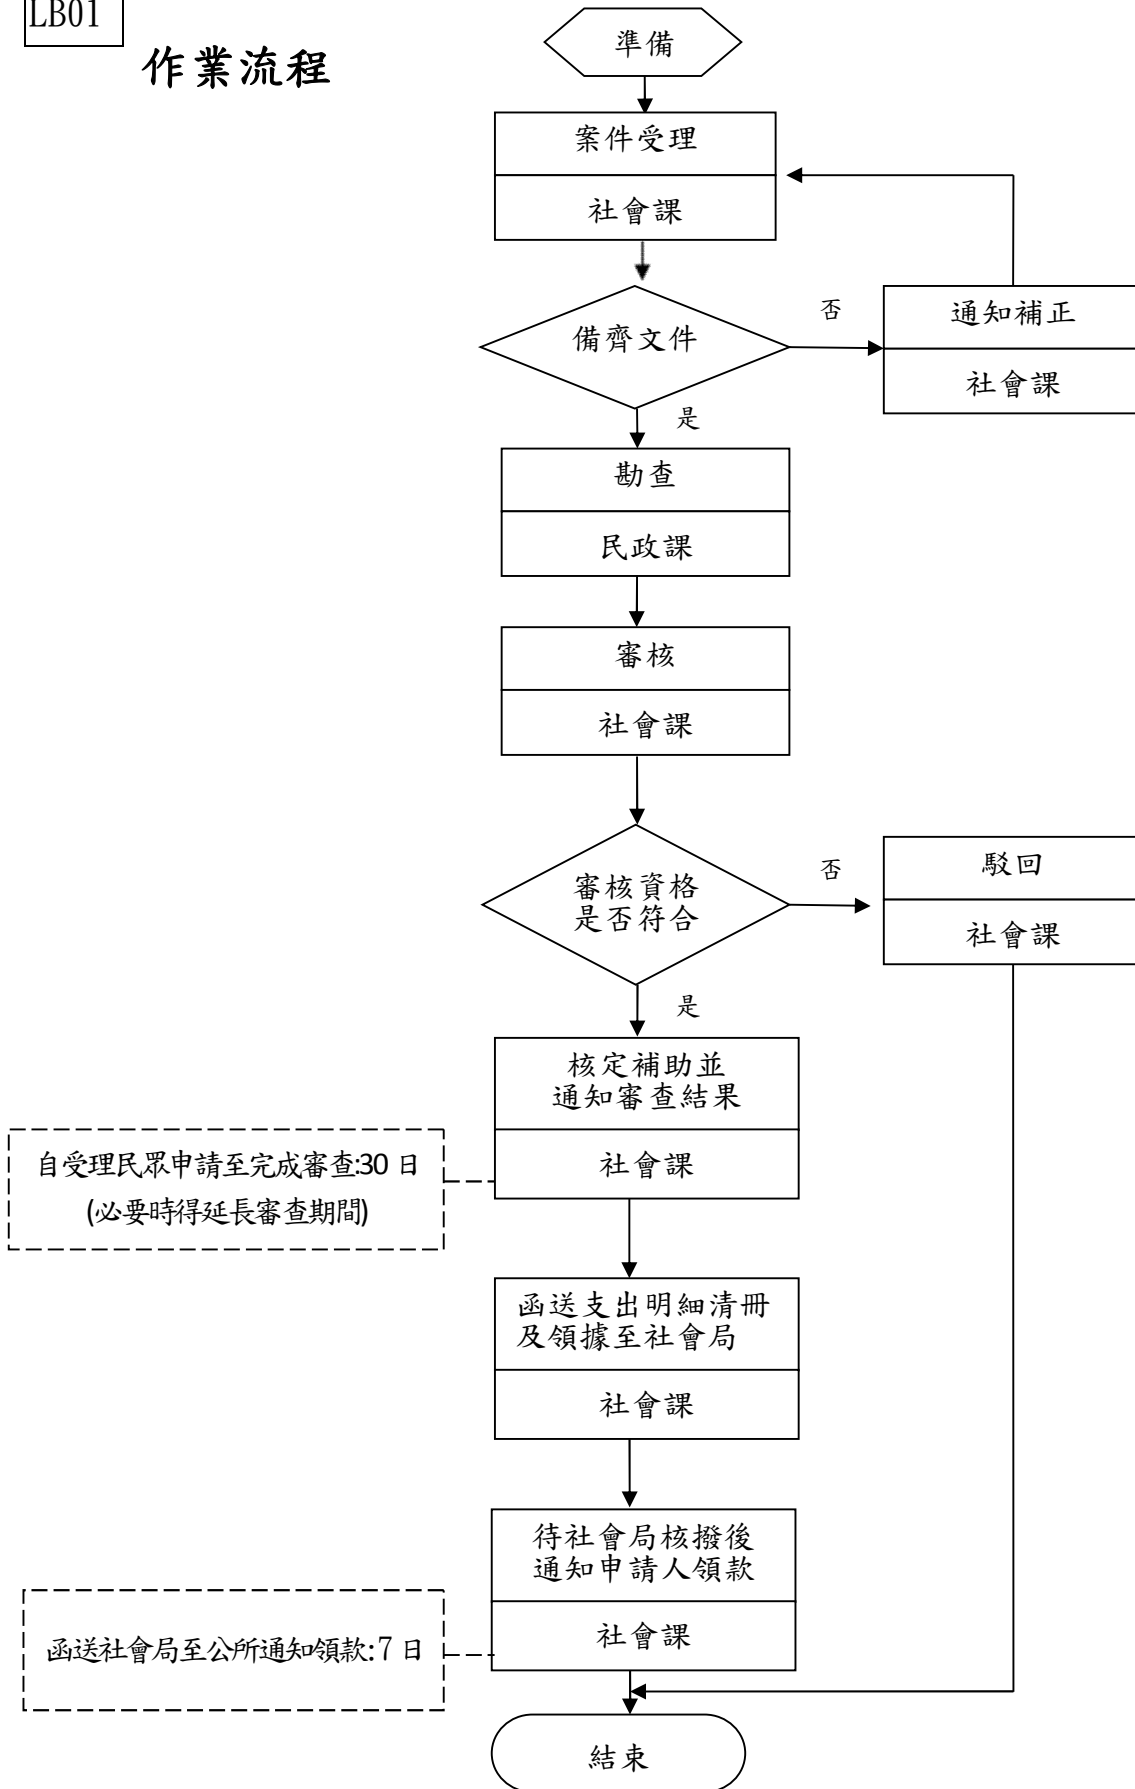 LB01
作業流程
準備
案件受理
社會課
備齊文件
否
通知補正
社會課
是
勘查
民政課
審核
社會課
審核資格
是否符合
否
駁回
社會課
是
核定補助並
通知審查結果
社會課
自受理民眾申請至完成審查:30 日
(必要時得延長審查期間)
函送支出明細清冊
及領據至社會局
社會課
待社會局核撥後
通知申請人領款
社會課
函送社會局至公所通知領款:7 日
結束